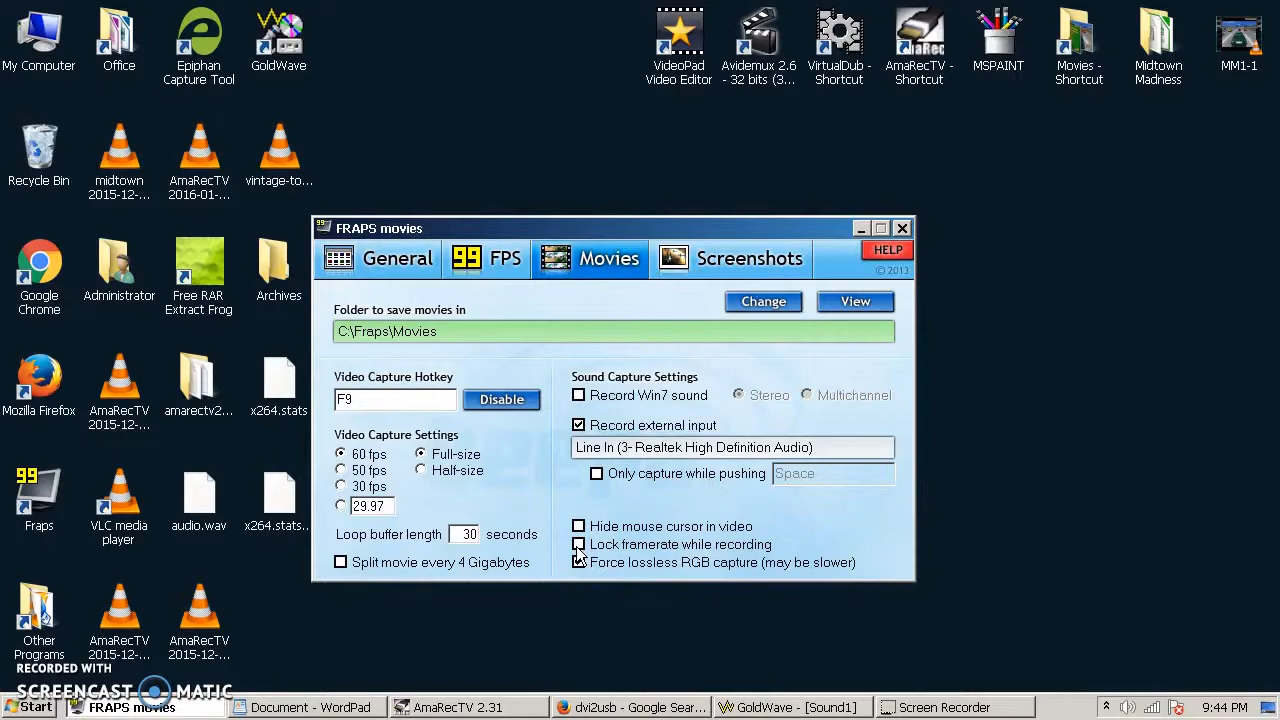 My Computer
Office
Epiphan
Capture Tool
GoldWave
VideoPad
Video Editor
Avidemux 2.6
- 32 bits (3...
VirtualDub -
Shortcut
AmaRec
AmaRecTV -
Shortcut
MSPAINT
Movies -
Shortcut
Midtown
Madness
MM1-1
Recycle Bin
midtown
2015-12-...
AmaRecTV
2016-01-...
vintage-to...
Google
Chrome
Administrator
Free RAR
Extract Frog
Archives
Mozilla Firefox
AmaRecTV
2015-12-...
amarectv2...
x264.stats
99
Fraps
VLC media
player
audio.wav
x264.stats...
Other
Programs
AmaRecTV
2015-12-...
AmaRecTV
2015-12-...
99 FRAPS movies
General
99 FPS
Movies
Screenshots
HELP
© 2013
Folder to save movies in
Change
View
C:\Fraps\Movies
Video Capture Hotkey
F9
Disable
Video Capture Settings
60 fps
Full-size
50 fps
Half-size
30 fps
29.97
Loop buffer length 30 seconds
Split movie every 4 Gigabytes
Sound Capture Settings
Record Win7 sound
Stereo
Multichannel
Record external input
Line In (3- Realtek High Definition Audio)
Only capture while pushing
Space
Hide mouse cursor in video
Lock framerate while recording
Force lossless RGB capture (may be slower)
RECORDED WITH
SCREENCAST MATIC
Start
FRAPS movies
Document - WordPad
AmaRecTV 2.31
dvi2usb - Google Sear...
GoldWave - [Sound1]
Screen Recorder
9:44 PM